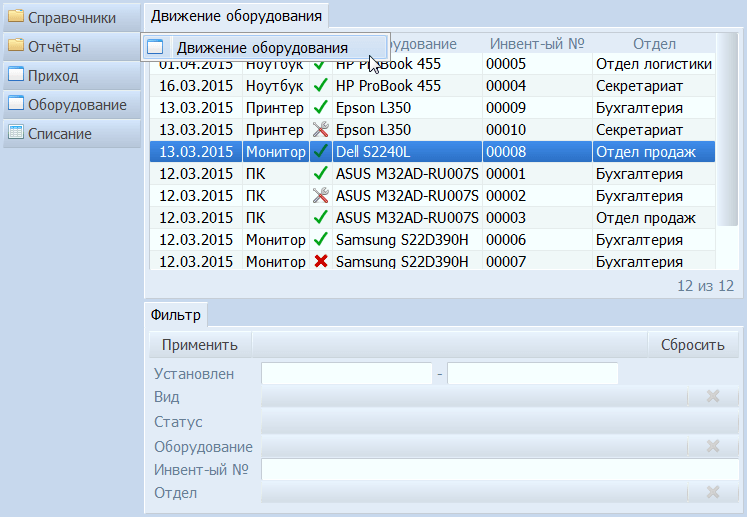 Справочники
Отчёты
Приход
Оборудование
Списание
Движение оборудования
Движение оборудования
Инвент-ый № Отдел
01.04.2015 Ноутбук HP ProBook 455 00005 Отдел логистики
16.03.2015 Ноутбук HP ProBook 455 00004 Секретариат
13.03.2015 Принтер Epson L350 00009 Бухгалтерия
13.03.2015 Принтер Epson L350 00010 Секретариат
13.03.2015 Монитор Dell S2240L 00008 Отдел продаж
12.03.2015 ПК ASUS M32AD-RU007S 00001 Бухгалтерия
12.03.2015 ПК ASUS M32AD-RU007S 00002 Бухгалтерия
12.03.2015 ПК ASUS M32AD-RU007S 00003 Отдел продаж
12.03.2015 Монитор Samsung S22D390H 00006 Бухгалтерия
12.03.2015 Монитор Samsung S22D390H 00007 Бухгалтерия
12 из 12
Фильтр
Применить Сбросить
Установлен -
Вид
Статус
Оборудование
Инвент-ый №
Отдел